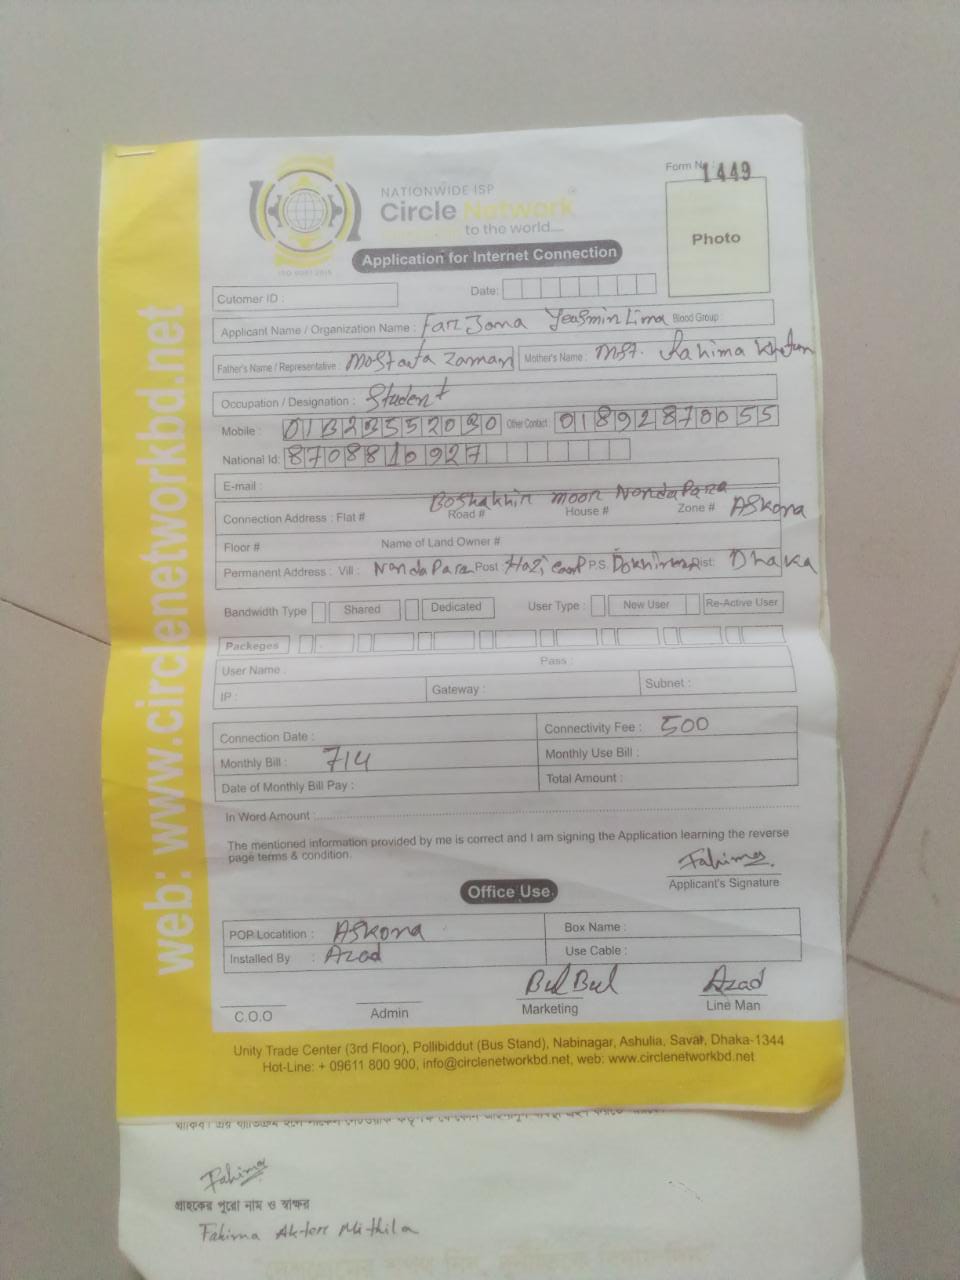 Form No:
1449
NATIONWIDE ISP
Circle Network
to the world....
ISO 9001:2015
Photo
Application for Internet Connection
Cutomer ID :
Date:
Applicant Name / Organization Name : Farzana Yeasmin Lima Blood Group :
Father's Name / Representative : Mostafa Zaman Mother's Name : Mst. Rahima Khatun
Occupation / Designation : Student
Mobile : Other Contact : 01892870055
National Id: 8708810927
E-mail :
Connection Address : Flat # Road # House # Zone # ASkona
Floor # Name of Land Owner #
Permanent Address : Vill : Nonda Para Post : P.S. Dist: Dhaka
Bandwidth Type Shared Dedicated User Type : New User Re-Active User
Packeges
User Name : Pass :
IP : Gateway : Subnet :
Connection Date : Connectivity Fee : 500
Monthly Bill : 714 Monthly Use Bill :
Date of Monthly Bill Pay : Total Amount :
In Word Amount :
The mentioned information provided by me is correct and I am signing the Application learning the reverse
page terms & condition.
Fahima
Applicant's Signature
Office Use
POP Locatition : ASkona Box Name :
Installed By : Azad Use Cable :
BulBul Azad
C.O.O Admin Marketing Line Man
Unity Trade Center (3rd Floor), Pollibiddut (Bus Stand), Nabinagar, Ashulia, Savar, Dhaka-1344
Hot-Line: + 09611 800 900, info@circlenetworkbd.net, web: www.circlenetworkbd.net
web: www.circlenetworkbd.net
Fahima
গ্রাহকের পুরো নাম ও স্বাক্ষর
Fahima Akter Mithila